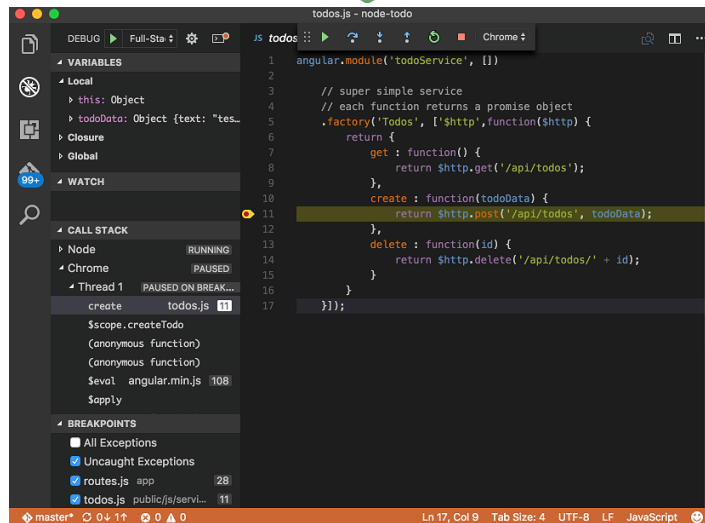 todos.js - node-todo
DEBUG Full-Sta
JS todos
Chrome
VARIABLES
Local
this: Object
todoData: Object {text: "tes…
Closure
Global
WATCH
CALL STACK
Node RUNNING
Chrome PAUSED
Thread 1 PAUSED ON BREAK…
create todos.js 11
$scope.createTodo
(anonymous function)
(anonymous function)
$eval angular.min.js 108
$apply
BREAKPOINTS
All Exceptions
Uncaught Exceptions
routes.js app 28
todos.js public/js/servi… 11
99+
1 angular.module('todoService', [])
2
3 // super simple service
4 // each function returns a promise object
5 .factory('Todos', ['$http',function($http) {
6 return {
7 get : function() {
8 return $http.get('/api/todos');
9 },
10 create : function(todoData) {
11 return $http.post('/api/todos', todoData);
12 },
13 delete : function(id) {
14 return $http.delete('/api/todos/' + id);
15 }
16 }
17 }]);
master* 0↓ 1↑ 0 0
Ln 17, Col 9 Tab Size: 4 UTF-8 LF JavaScript